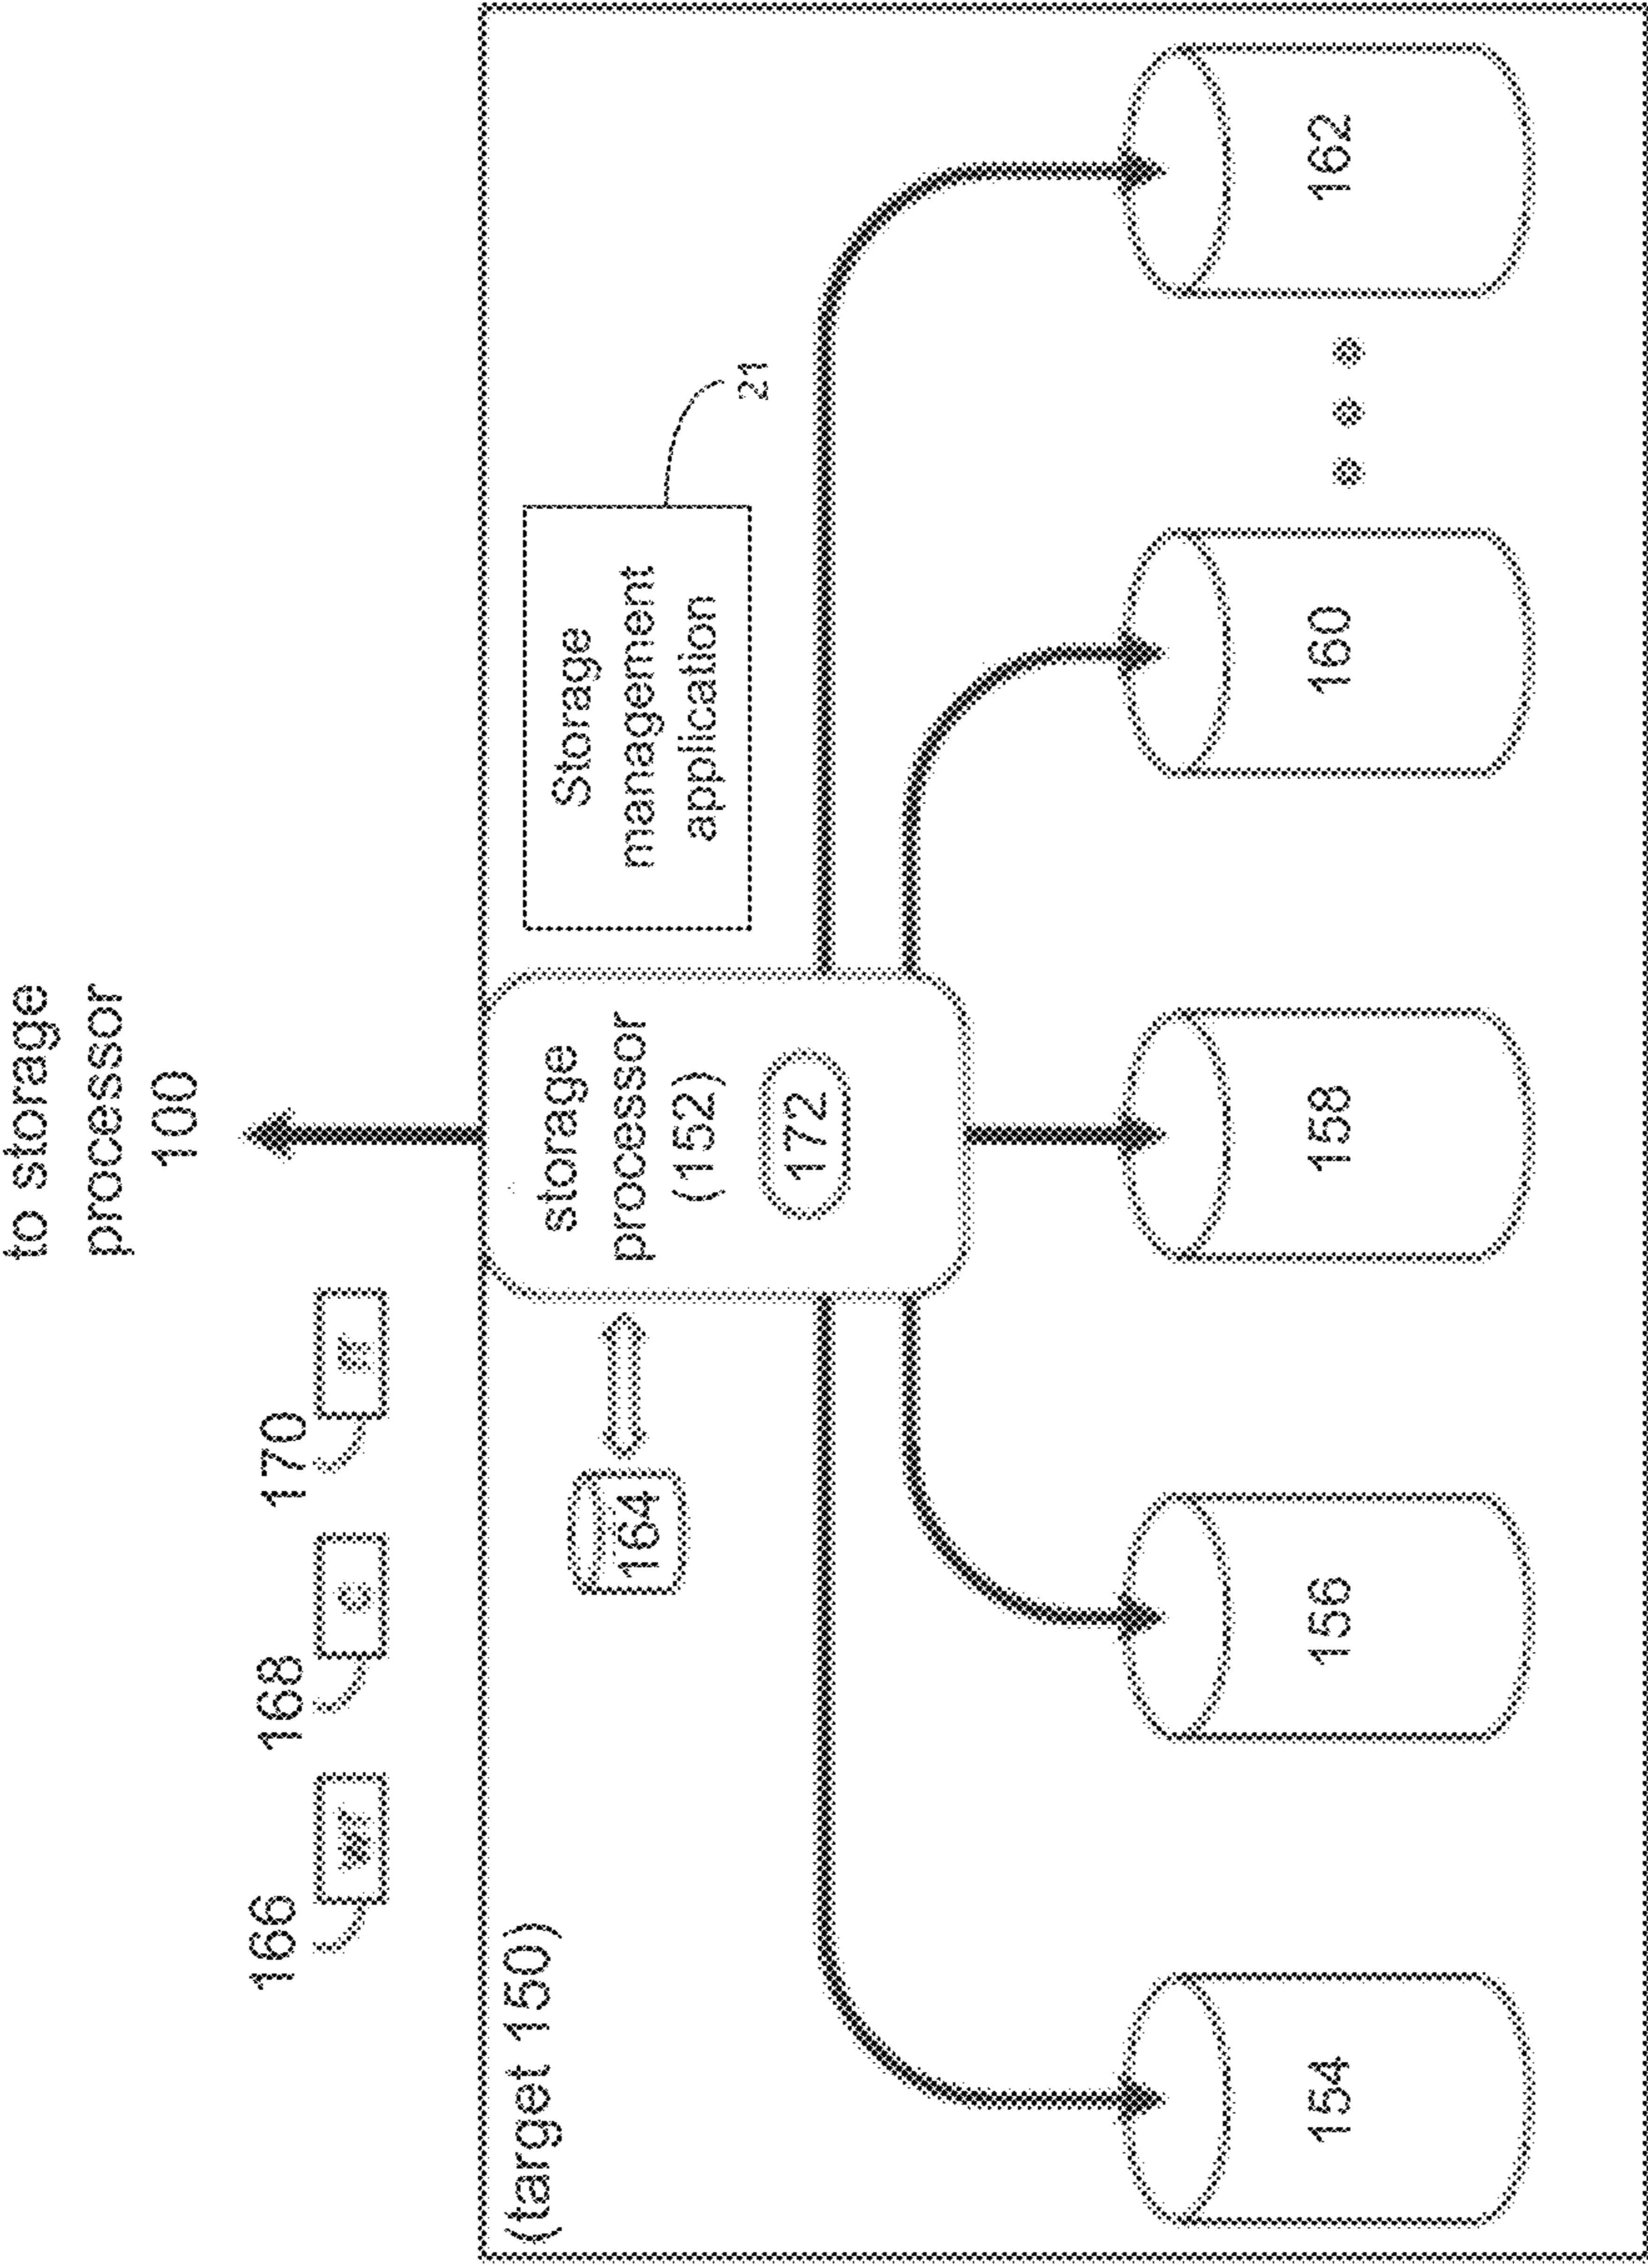 to storage
processor
100
166
168
170
(target 150)
164
storage
processor
(152)
172
Storage
management
application
21
154
156
158
160
162